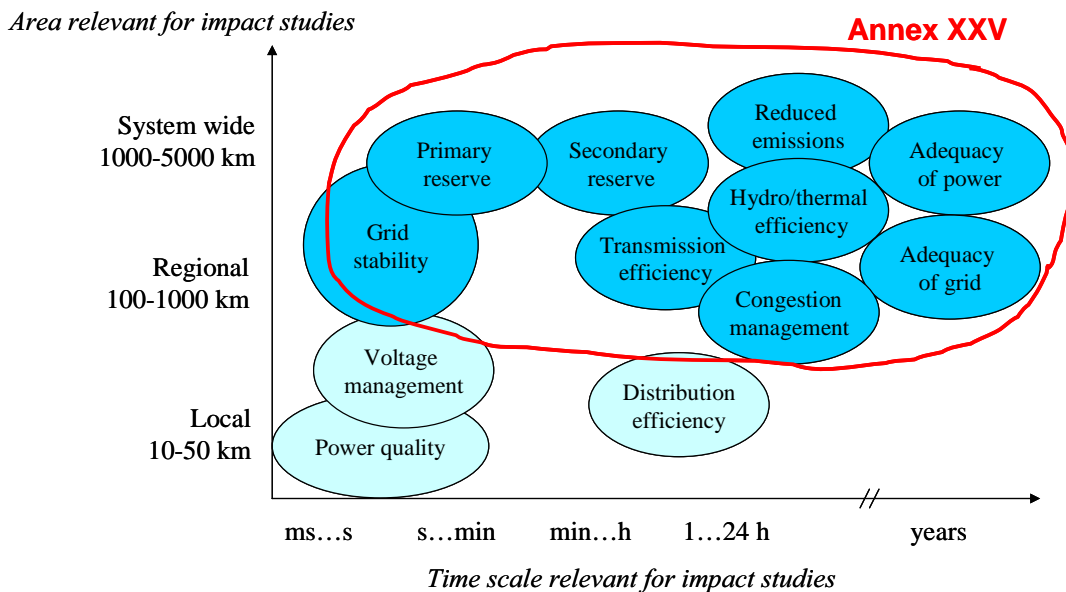 Area relevant for impact studies
Annex XXV
System wide
1000-5000 km
Primary
reserve
Secondary
reserve
Reduced
emissions
Adequacy
of power
Hydro/thermal
efficiency
Grid
stability
Transmission
efficiency
Regional
100-1000 km
Adequacy
of grid
Congestion
management
Voltage
management
Distribution
efficiency
Local
10-50 km
Power quality
ms…s
s…min
min…h
1…24 h
years
Time scale relevant for impact studies